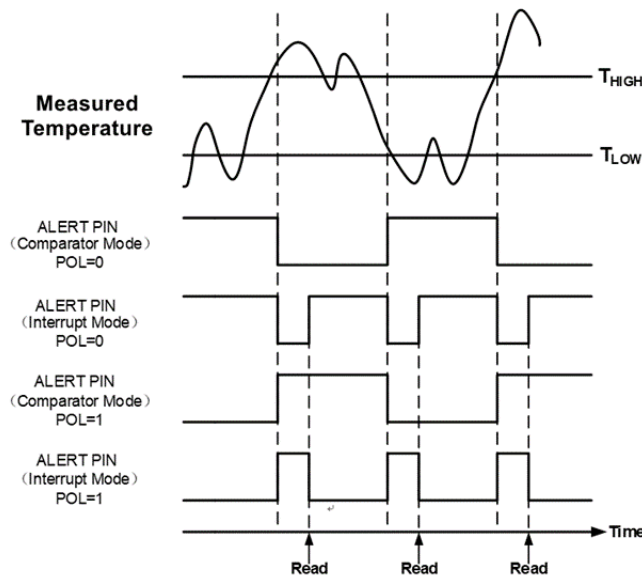 Measured
Temperature
THIGH
TLOW
ALERT PIN
（Comparator Mode）
POL=0
ALERT PIN
（Interrupt Mode）
POL=0
ALERT PIN
（Comparator Mode）
POL=1
ALERT PIN
（Interrupt Mode）
POL=1
Time
Read Read Read